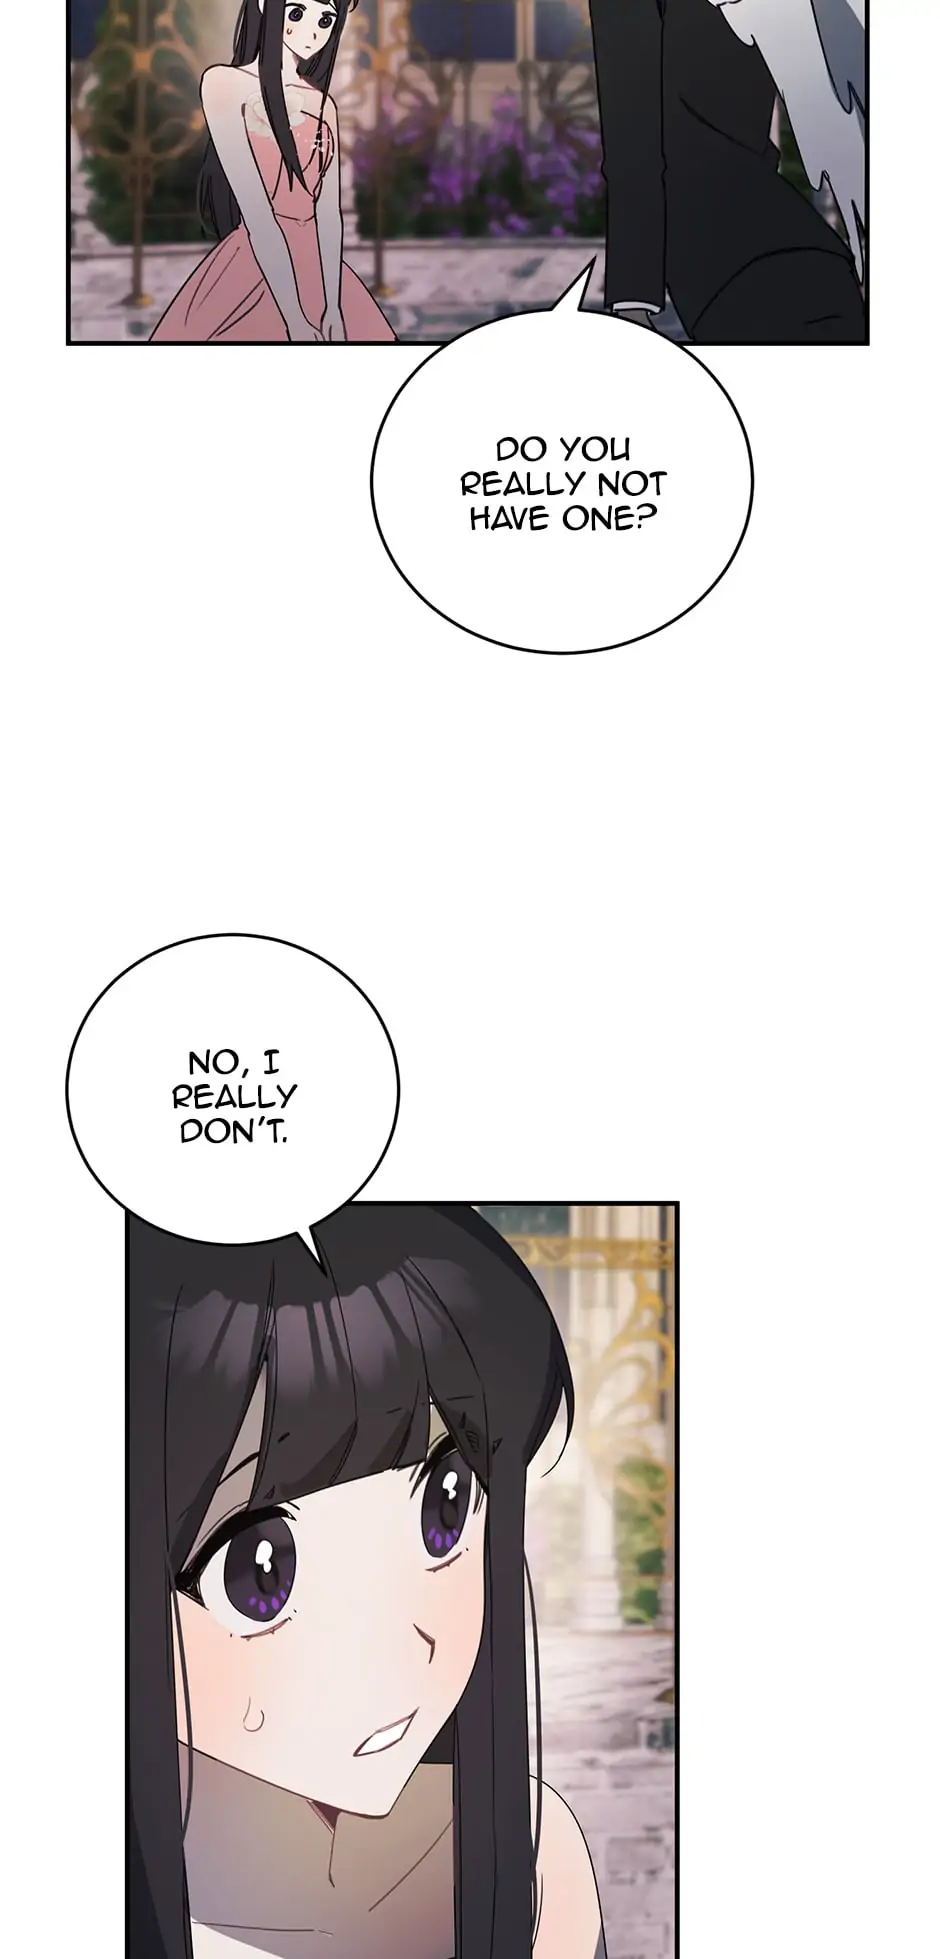 DO YOU
REALLY NOT
HAVE ONE?
NO, I
REALLY
DON'T.